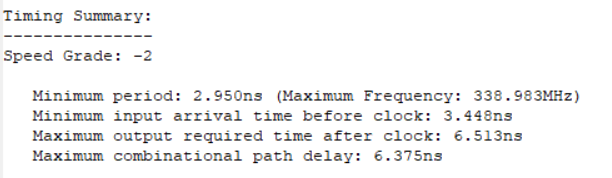 Timing Summary:
---------------
Speed Grade: -2
Minimum period: 2.950ns (Maximum Frequency: 338.983MHz)
Minimum input arrival time before clock: 3.448ns
Maximum output required time after clock: 6.513ns
Maximum combinational path delay: 6.375ns